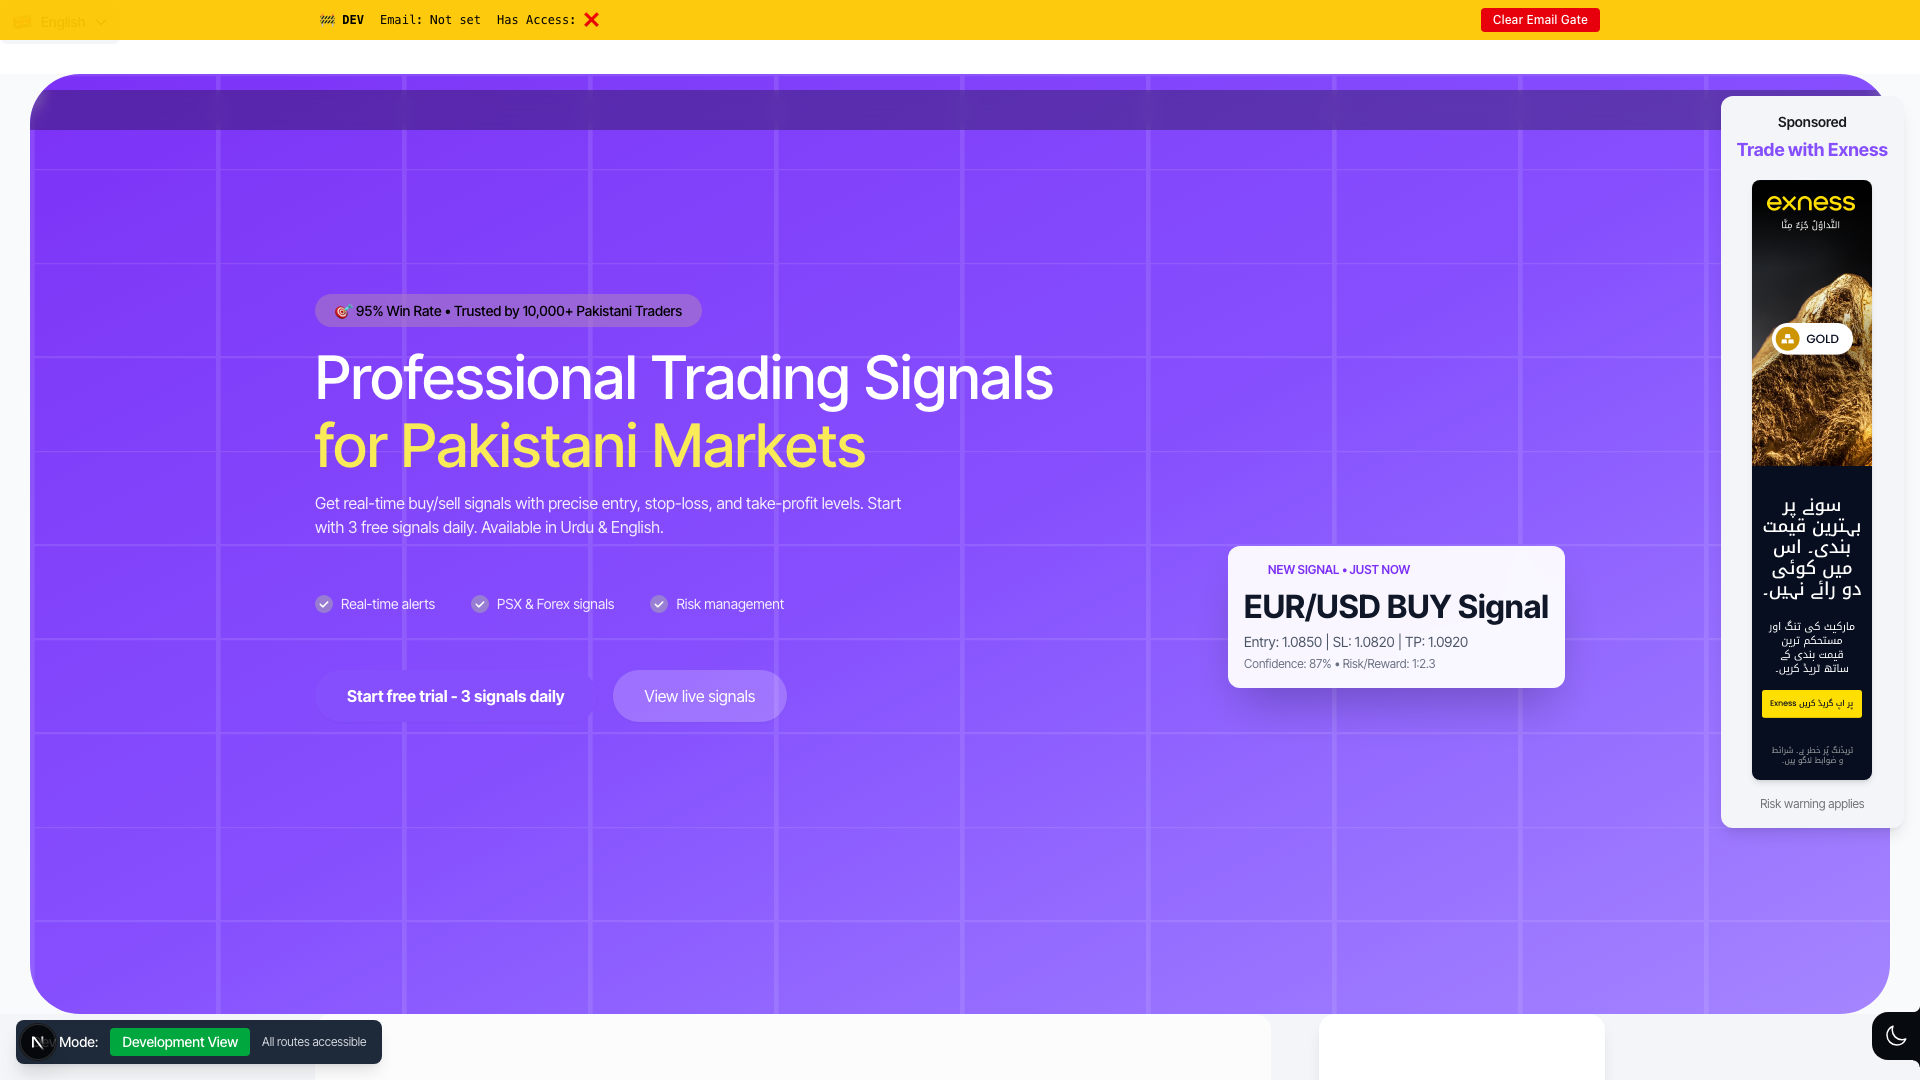 English
DEV Email: Not set Has Access: ❌
Clear Email Gate
🎯 95% Win Rate • Trusted by 10,000+ Pakistani Traders
Professional Trading Signals
for Pakistani Markets
Get real-time buy/sell signals with precise entry, stop-loss, and take-profit levels. Start
with 3 free signals daily. Available in Urdu & English.
Real-time alerts
PSX & Forex signals
Risk management
Start free trial - 3 signals daily
View live signals
NEW SIGNAL • JUST NOW
EUR/USD BUY Signal
Entry: 1.0850 | SL: 1.0820 | TP: 1.0920
Confidence: 87% • Risk/Reward: 1:2.3
Sponsored
Trade with Exness
exness
التَّداوُلُ جُزءٌ مِنَّا
GOLD
سونے پر
بہترین قیمت
بندی۔ اس
میں کوئی
دو رائے نہیں۔
مارکیٹ کی تنگ اور
مستحکم ترین
قیمت بندی کے
ساتھ ٹریڈ کریں۔
Exness پر اپ گریڈ کریں
ٹریڈنگ پُر خطر ہے۔ شرائط
و ضوابط لاگو ہیں۔
Risk warning applies
N
Mode:
Development View
All routes accessible